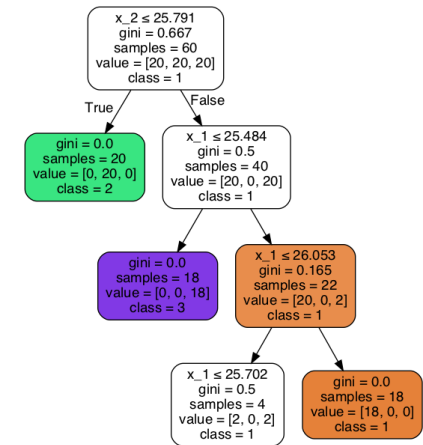 x_2 ≤ 25.791
gini = 0.667
samples = 60
value = [20, 20, 20]
class = 1
True
False
gini = 0.0
samples = 20
value = [0, 20, 0]
class = 2
x_1 ≤ 25.484
gini = 0.5
samples = 40
value = [20, 0, 20]
class = 1
gini = 0.0
samples = 18
value = [0, 0, 18]
class = 3
x_1 ≤ 26.053
gini = 0.165
samples = 22
value = [20, 0, 2]
class = 1
x_1 ≤ 25.702
gini = 0.5
samples = 4
value = [2, 0, 2]
class = 1
gini = 0.0
samples = 18
value = [18, 0, 0]
class = 1